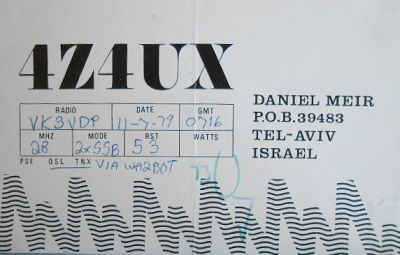 4Z4UX
RADIO DATE GMT
VK3VDP 11-7-79 0716
MHZ MODE RST WATTS
28 2xSSB 53
PSE QSL TNX VIA WA2BOT
DANIEL MEIR
P.O.B.39483
TEL-AVIV
ISRAEL